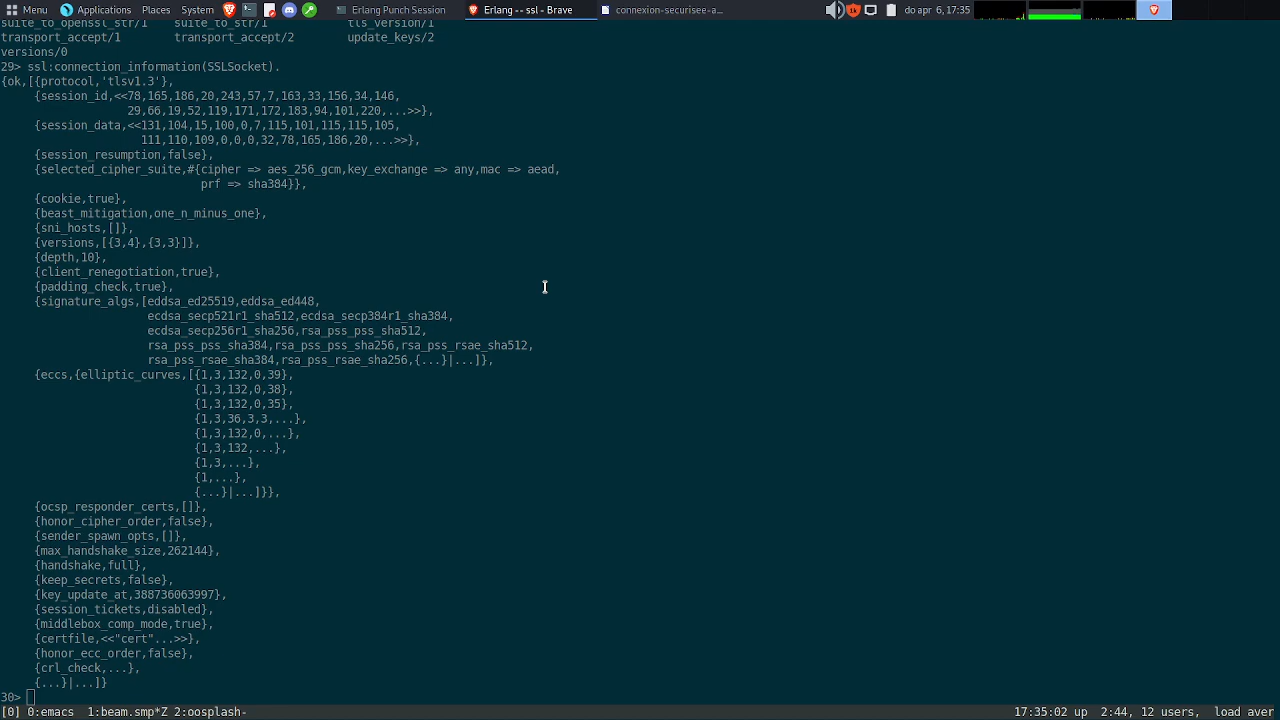 Menu Applications Places System Erlang Punch Session Erlang -- ssl - Brave connexion-securisee-a... do apr 6, 17:35
suite_to_openssl_str/1 suite_to_str/1 tls_version/1
transport_accept/1 transport_accept/2 update_keys/2
versions/0
29> ssl:connection_information(SSLSocket).
{ok,[{protocol,'tlsv1.3'},
{session_id,<<78,165,186,20,243,57,7,163,33,156,34,146,
29,66,19,52,119,171,172,183,94,101,220,...>>},
{session_data,<<131,104,15,100,0,7,115,101,115,115,105,
111,110,109,0,0,0,32,78,165,186,20,...>>},
{session_resumption,false},
{selected_cipher_suite,#{cipher => aes_256_gcm,key_exchange => any,mac => aead,
prf => sha384}},
{cookie,true},
{beast_mitigation,one_n_minus_one},
{sni_hosts,[]},
{versions,[{3,4},{3,3}]},
{depth,10},
{client_renegotiation,true},
{padding_check,true},
{signature_algs,[eddsa_ed25519,eddsa_ed448,
ecdsa_secp521r1_sha512,ecdsa_secp384r1_sha384,
ecdsa_secp256r1_sha256,rsa_pss_pss_sha512,
rsa_pss_pss_sha384,rsa_pss_pss_sha256,rsa_pss_rsae_sha512,
rsa_pss_rsae_sha384,rsa_pss_rsae_sha256,{...}|...]},
{eccs,{elliptic_curves,[{1,3,132,0,39},
{1,3,132,0,38},
{1,3,132,0,35},
{1,3,36,3,3,...},
{1,3,132,0,...},
{1,3,132,...},
{1,3,...},
{1,...},
{...}|...]}},
{ocsp_responder_certs,[]},
{honor_cipher_order,false},
{sender_spawn_opts,[]},
{max_handshake_size,262144},
{handshake,full},
{keep_secrets,false},
{key_update_at,388736063997},
{session_tickets,disabled},
{middlebox_comp_mode,true},
{certfile,<<"cert"...>>},
{honor_ecc_order,false},
{crl_check,...},
{...}|...]}
30>
[0] 0:emacs 1:beam.smp*Z 2:oosplash- 17:35:02 up 2:44, 12 users, load aver